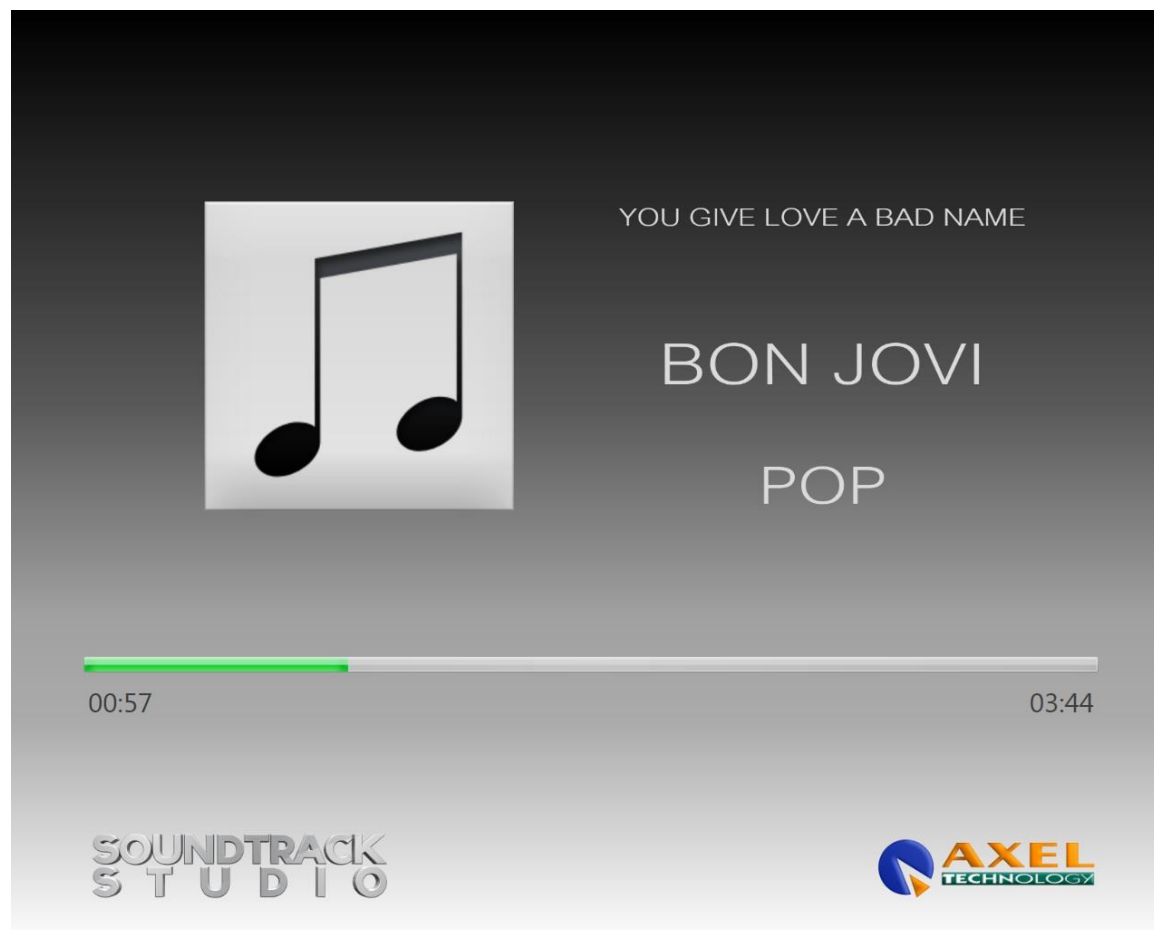 YOU GIVE LOVE A BAD NAME
BON JOVI
POP
00:57
03:44
SOUNDTRACK
STUDIO
AXEL
TECHNOLOGY